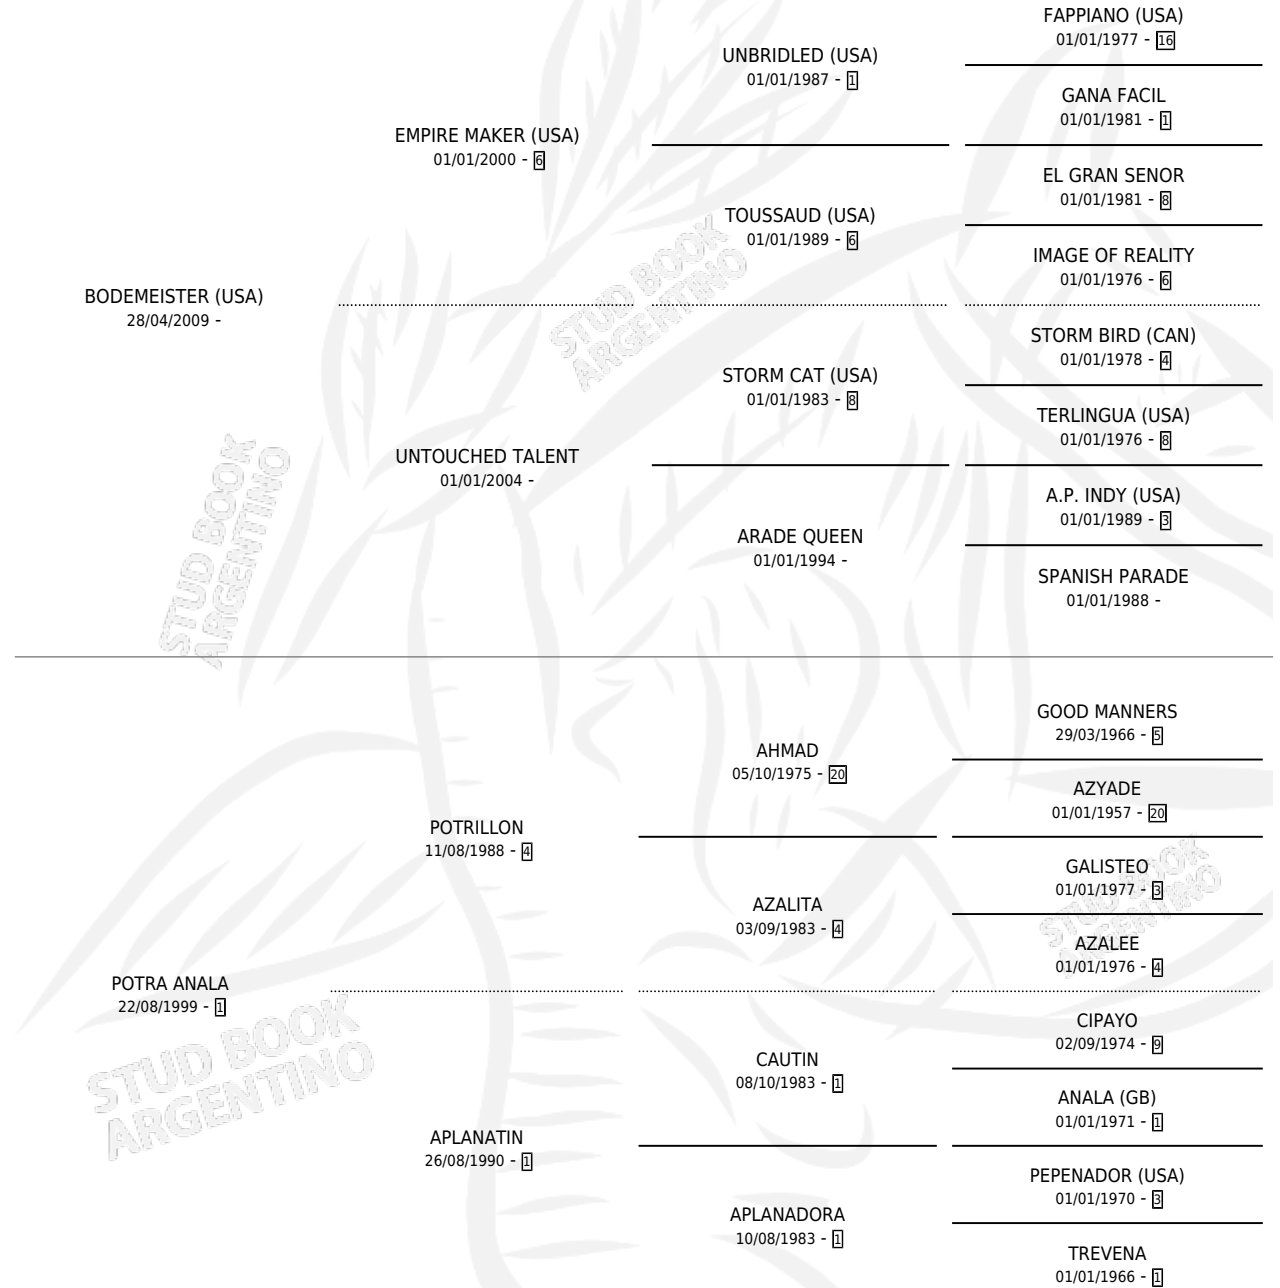 FAPPIANO (USA)
01/01/1977 - 16
UNBRIDLED (USA)
01/01/1987 - 1
GANA FACIL
01/01/1981 - 1
EMPIRE MAKER (USA)
01/01/2000 - 6
EL GRAN SENOR
01/01/1981 - 8
TOUSSAUD (USA)
01/01/1989 - 6
IMAGE OF REALITY
01/01/1976 - 6
BODEMEISTER (USA)
28/04/2009 -
STORM BIRD (CAN)
01/01/1978 - 4
STORM CAT (USA)
01/01/1983 - 8
TERLINGUA (USA)
01/01/1976 - 8
UNTOUCHED TALENT
01/01/2004 -
A.P. INDY (USA)
01/01/1989 - 3
ARADE QUEEN
01/01/1994 -
SPANISH PARADE
01/01/1988 -
GOOD MANNERS
29/03/1966 - 5
AHMAD
05/10/1975 - 20
AZYADE
01/01/1957 - 20
POTRILLON
11/08/1988 - 4
GALISTEO
01/01/1977 - 3
AZALITA
03/09/1983 - 4
AZALEE
01/01/1976 - 4
POTRA ANALA
22/08/1999 - 1
CIPAYO
02/09/1974 - 9
CAUTIN
08/10/1983 - 1
ANALA (GB)
01/01/1971 - 1
APLANATIN
26/08/1990 - 1
PEPENADOR (USA)
01/01/1970 - 3
APLANADORA
10/08/1983 - 1
TREVENA
01/01/1966 - 1
STUD BOOK
ARGENTINO
STUD BOOK
ARGENTINO
STUD BOOK
ARGENTINO
STUD BOOK
ARGENTINO